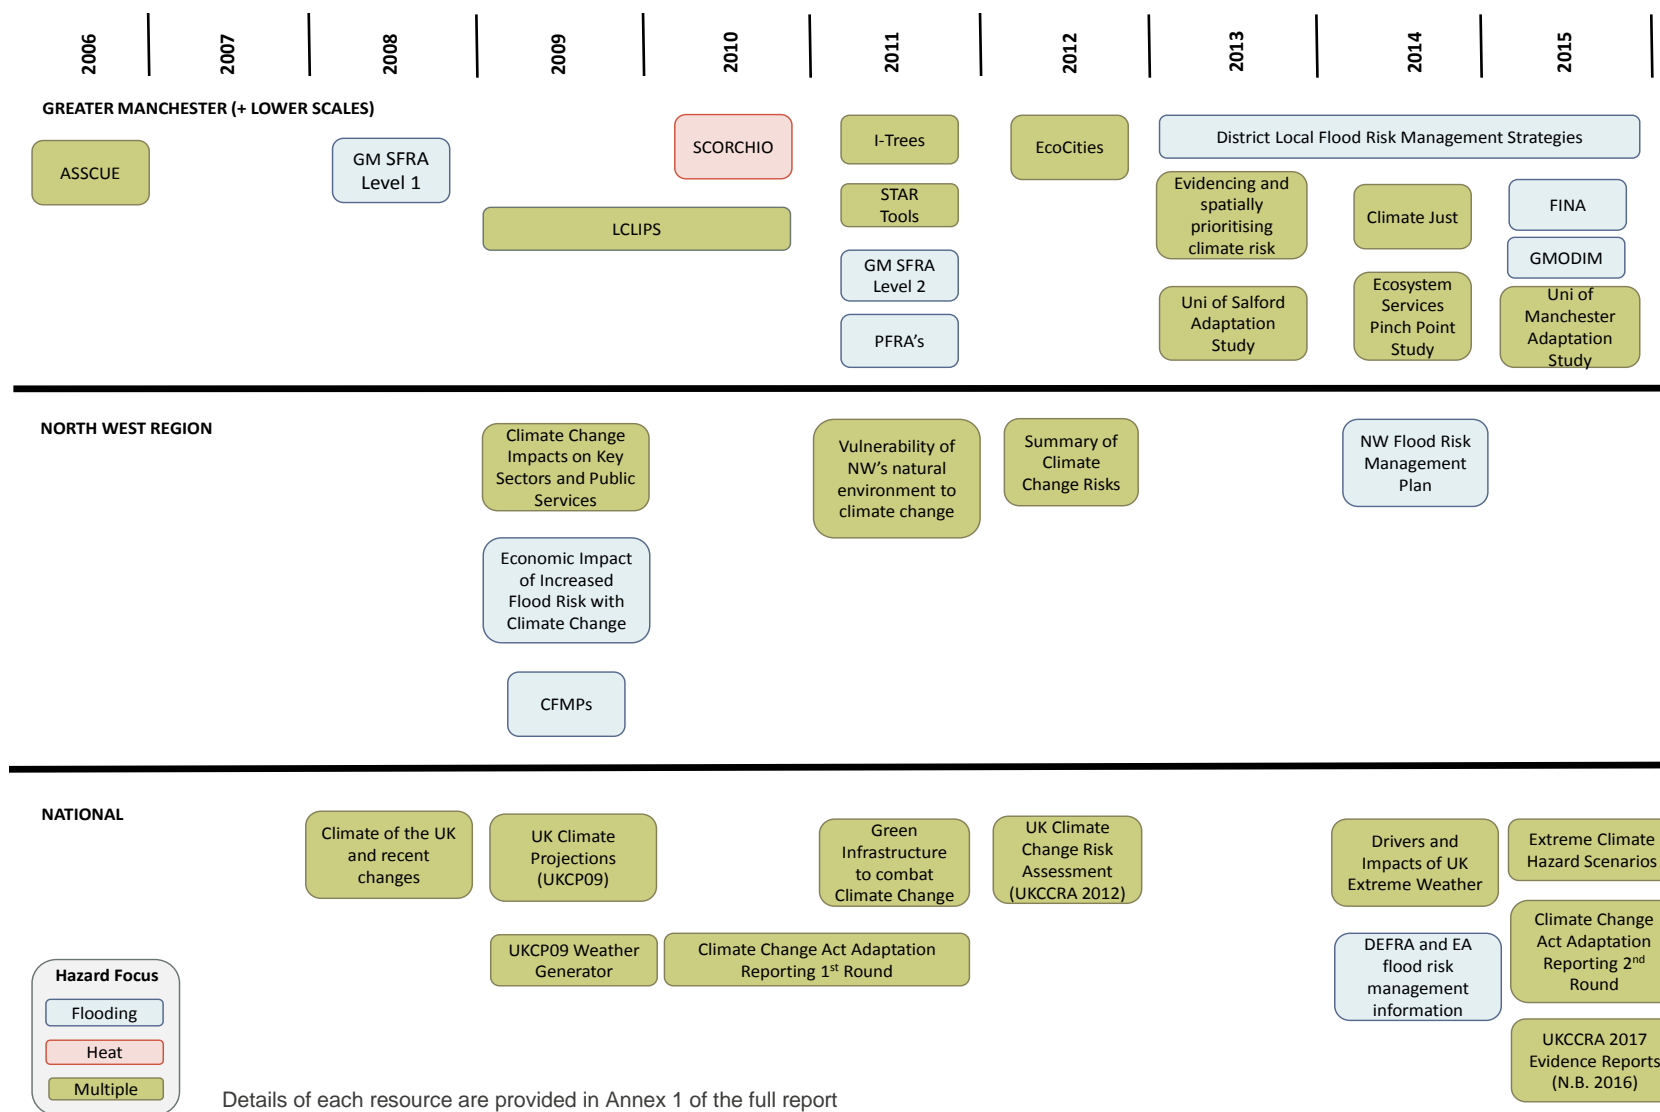 2006
2007
2008
2009
2010
2011
2012
2013
2014
2015
GREATER MANCHESTER (+ LOWER SCALES)
ASSCUE
GM SFRA
Level 1
SCORCHIO
LCLIPS
I-Trees
STAR
Tools
GM SFRA
Level 2
PFRA's
EcoCities
District Local Flood Risk Management Strategies
Evidencing and
spatially
prioritising
climate risk
Uni of Salford
Adaptation
Study
Climate Just
Ecosystem
Services
Pinch Point
Study
FINA
GMODIM
Uni of
Manchester
Adaptation
Study
NORTH WEST REGION
Climate Change
Impacts on Key
Sectors and Public
Services
Economic Impact
of Increased
Flood Risk with
Climate Change
CFMPs
Vulnerability of
NW's natural
environment to
climate change
Summary of
Climate
Change Risks
NW Flood Risk
Management
Plan
NATIONAL
Climate of the UK
and recent
changes
UK Climate
Projections
(UKCP09)
UKCP09 Weather
Generator
Climate Change Act Adaptation
Reporting 1st Round
Green
Infrastructure
to combat
Climate Change
UK Climate
Change Risk
Assessment
(UKCCRA 2012)
Drivers and
Impacts of UK
Extreme Weather
DEFRA and EA
flood risk
management
information
Extreme Climate
Hazard Scenarios
Climate Change
Act Adaptation
Reporting 2nd
Round
UKCCRA 2017
Evidence Reports
(N.B. 2016)
Hazard Focus
Flooding
Heat
Multiple
Details of each resource are provided in Annex 1 of the full report